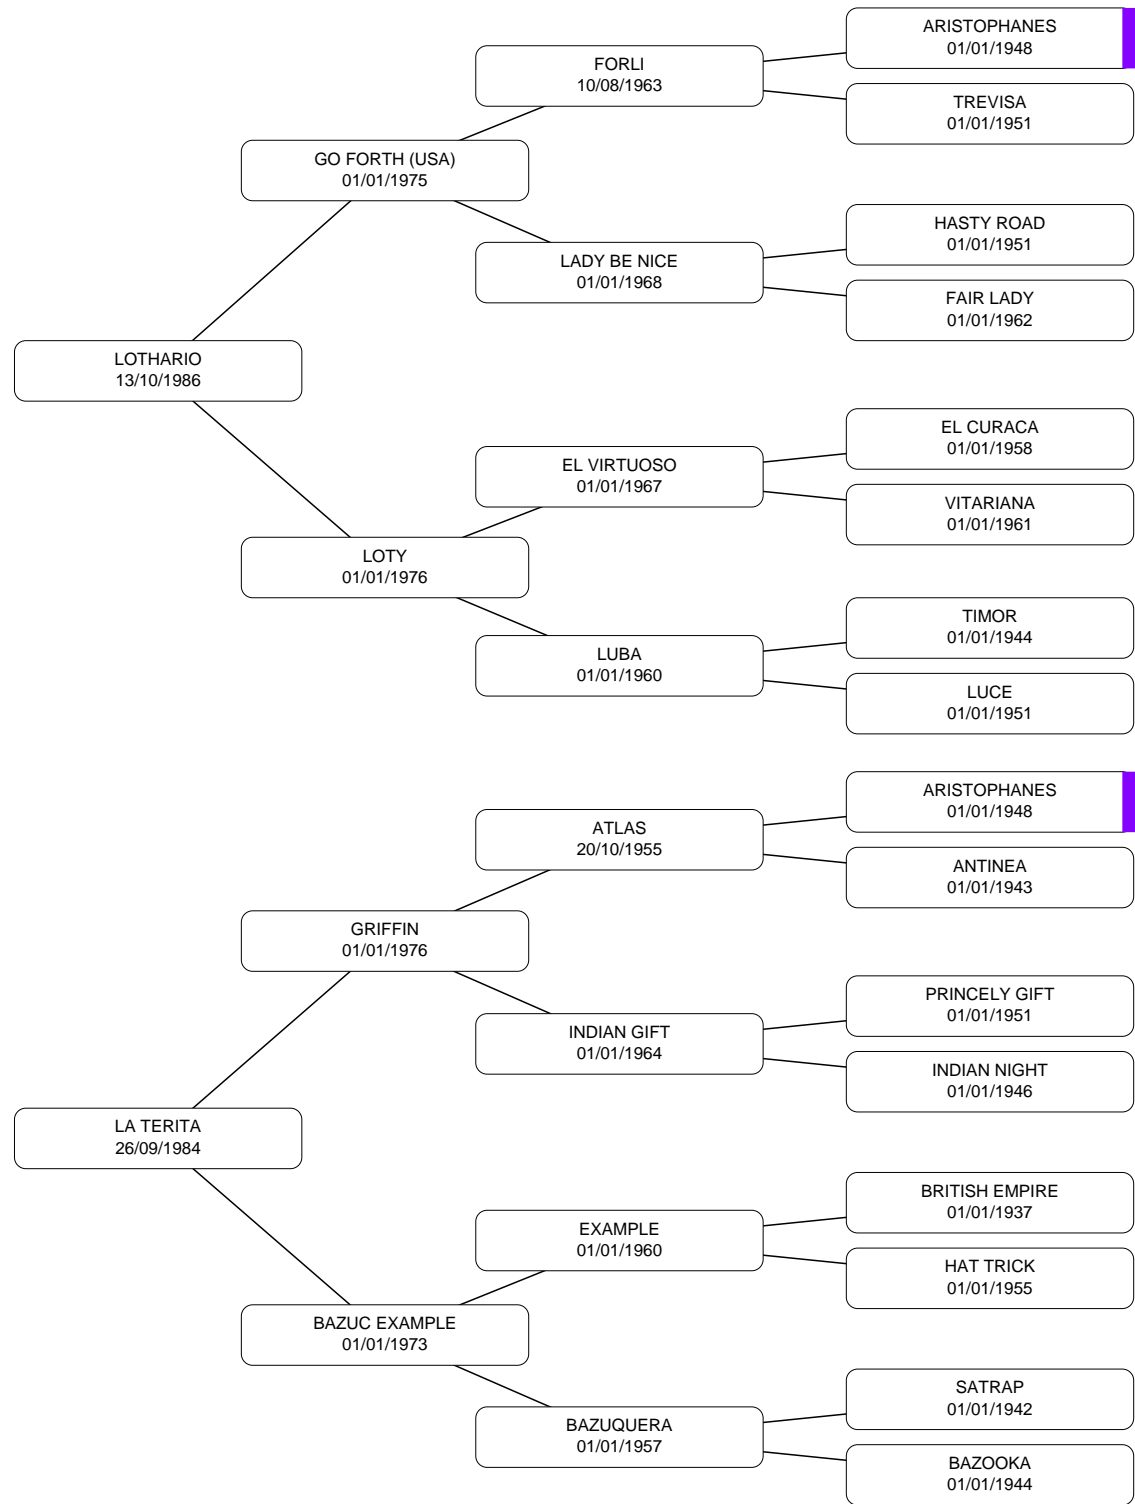 ARISTOPHANES
01/01/1948
FORLI
10/08/1963
TREVISA
01/01/1951
GO FORTH (USA)
01/01/1975
HASTY ROAD
01/01/1951
LADY BE NICE
01/01/1968
FAIR LADY
01/01/1962
LOTHARIO
13/10/1986
EL CURACA
01/01/1958
EL VIRTUOSO
01/01/1967
VITARIANA
01/01/1961
LOTY
01/01/1976
TIMOR
01/01/1944
LUBA
01/01/1960
LUCE
01/01/1951
ARISTOPHANES
01/01/1948
ATLAS
20/10/1955
ANTINEA
01/01/1943
GRIFFIN
01/01/1976
PRINCELY GIFT
01/01/1951
INDIAN GIFT
01/01/1964
INDIAN NIGHT
01/01/1946
LA TERITA
26/09/1984
BRITISH EMPIRE
01/01/1937
EXAMPLE
01/01/1960
HAT TRICK
01/01/1955
BAZUC EXAMPLE
01/01/1973
SATRAP
01/01/1942
BAZUQUERA
01/01/1957
BAZOOKA
01/01/1944